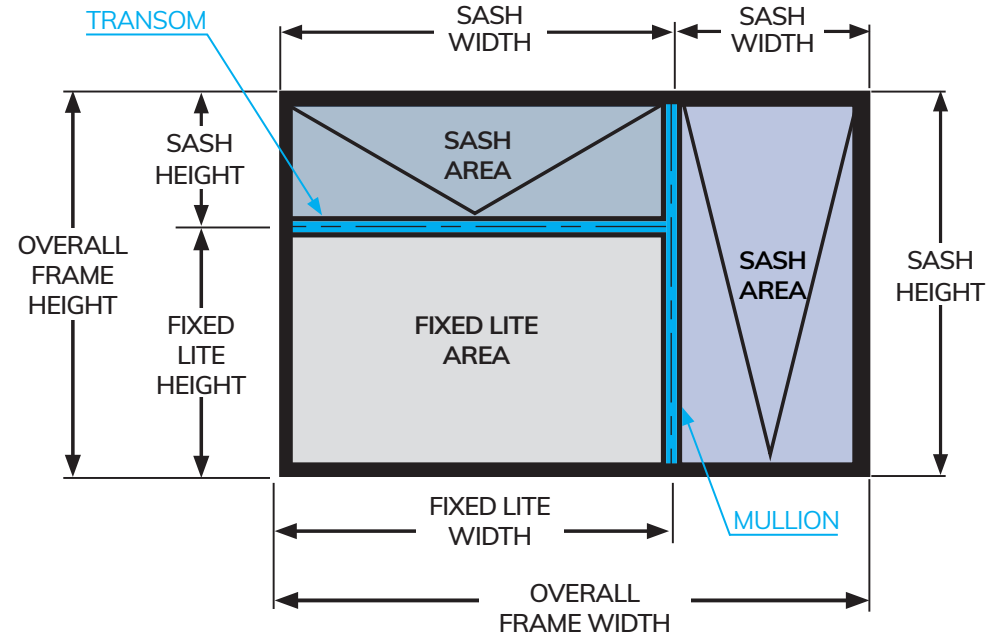 TRANSOM
SASH
WIDTH
SASH
WIDTH
SASH
HEIGHT
SASH
AREA
OVERALL
FRAME
HEIGHT
SASH
AREA
SASH
HEIGHT
FIXED
LITE
HEIGHT
FIXED LITE
AREA
FIXED LITE
WIDTH
MULLION
OVERALL
FRAME WIDTH